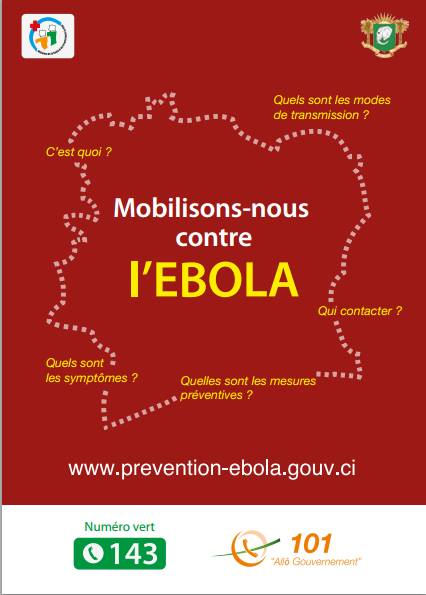 Quels sont les modes
de transmission ?
C'est quoi ?
Mobilisons-nous
contre
l'EBOLA
Qui contacter ?
Quels sont
les symptômes ?
Quelles sont les mesures
préventives ?
www.prevention-ebola.gouv.ci
Numéro vert
143
101
"Allô Gouvernement"